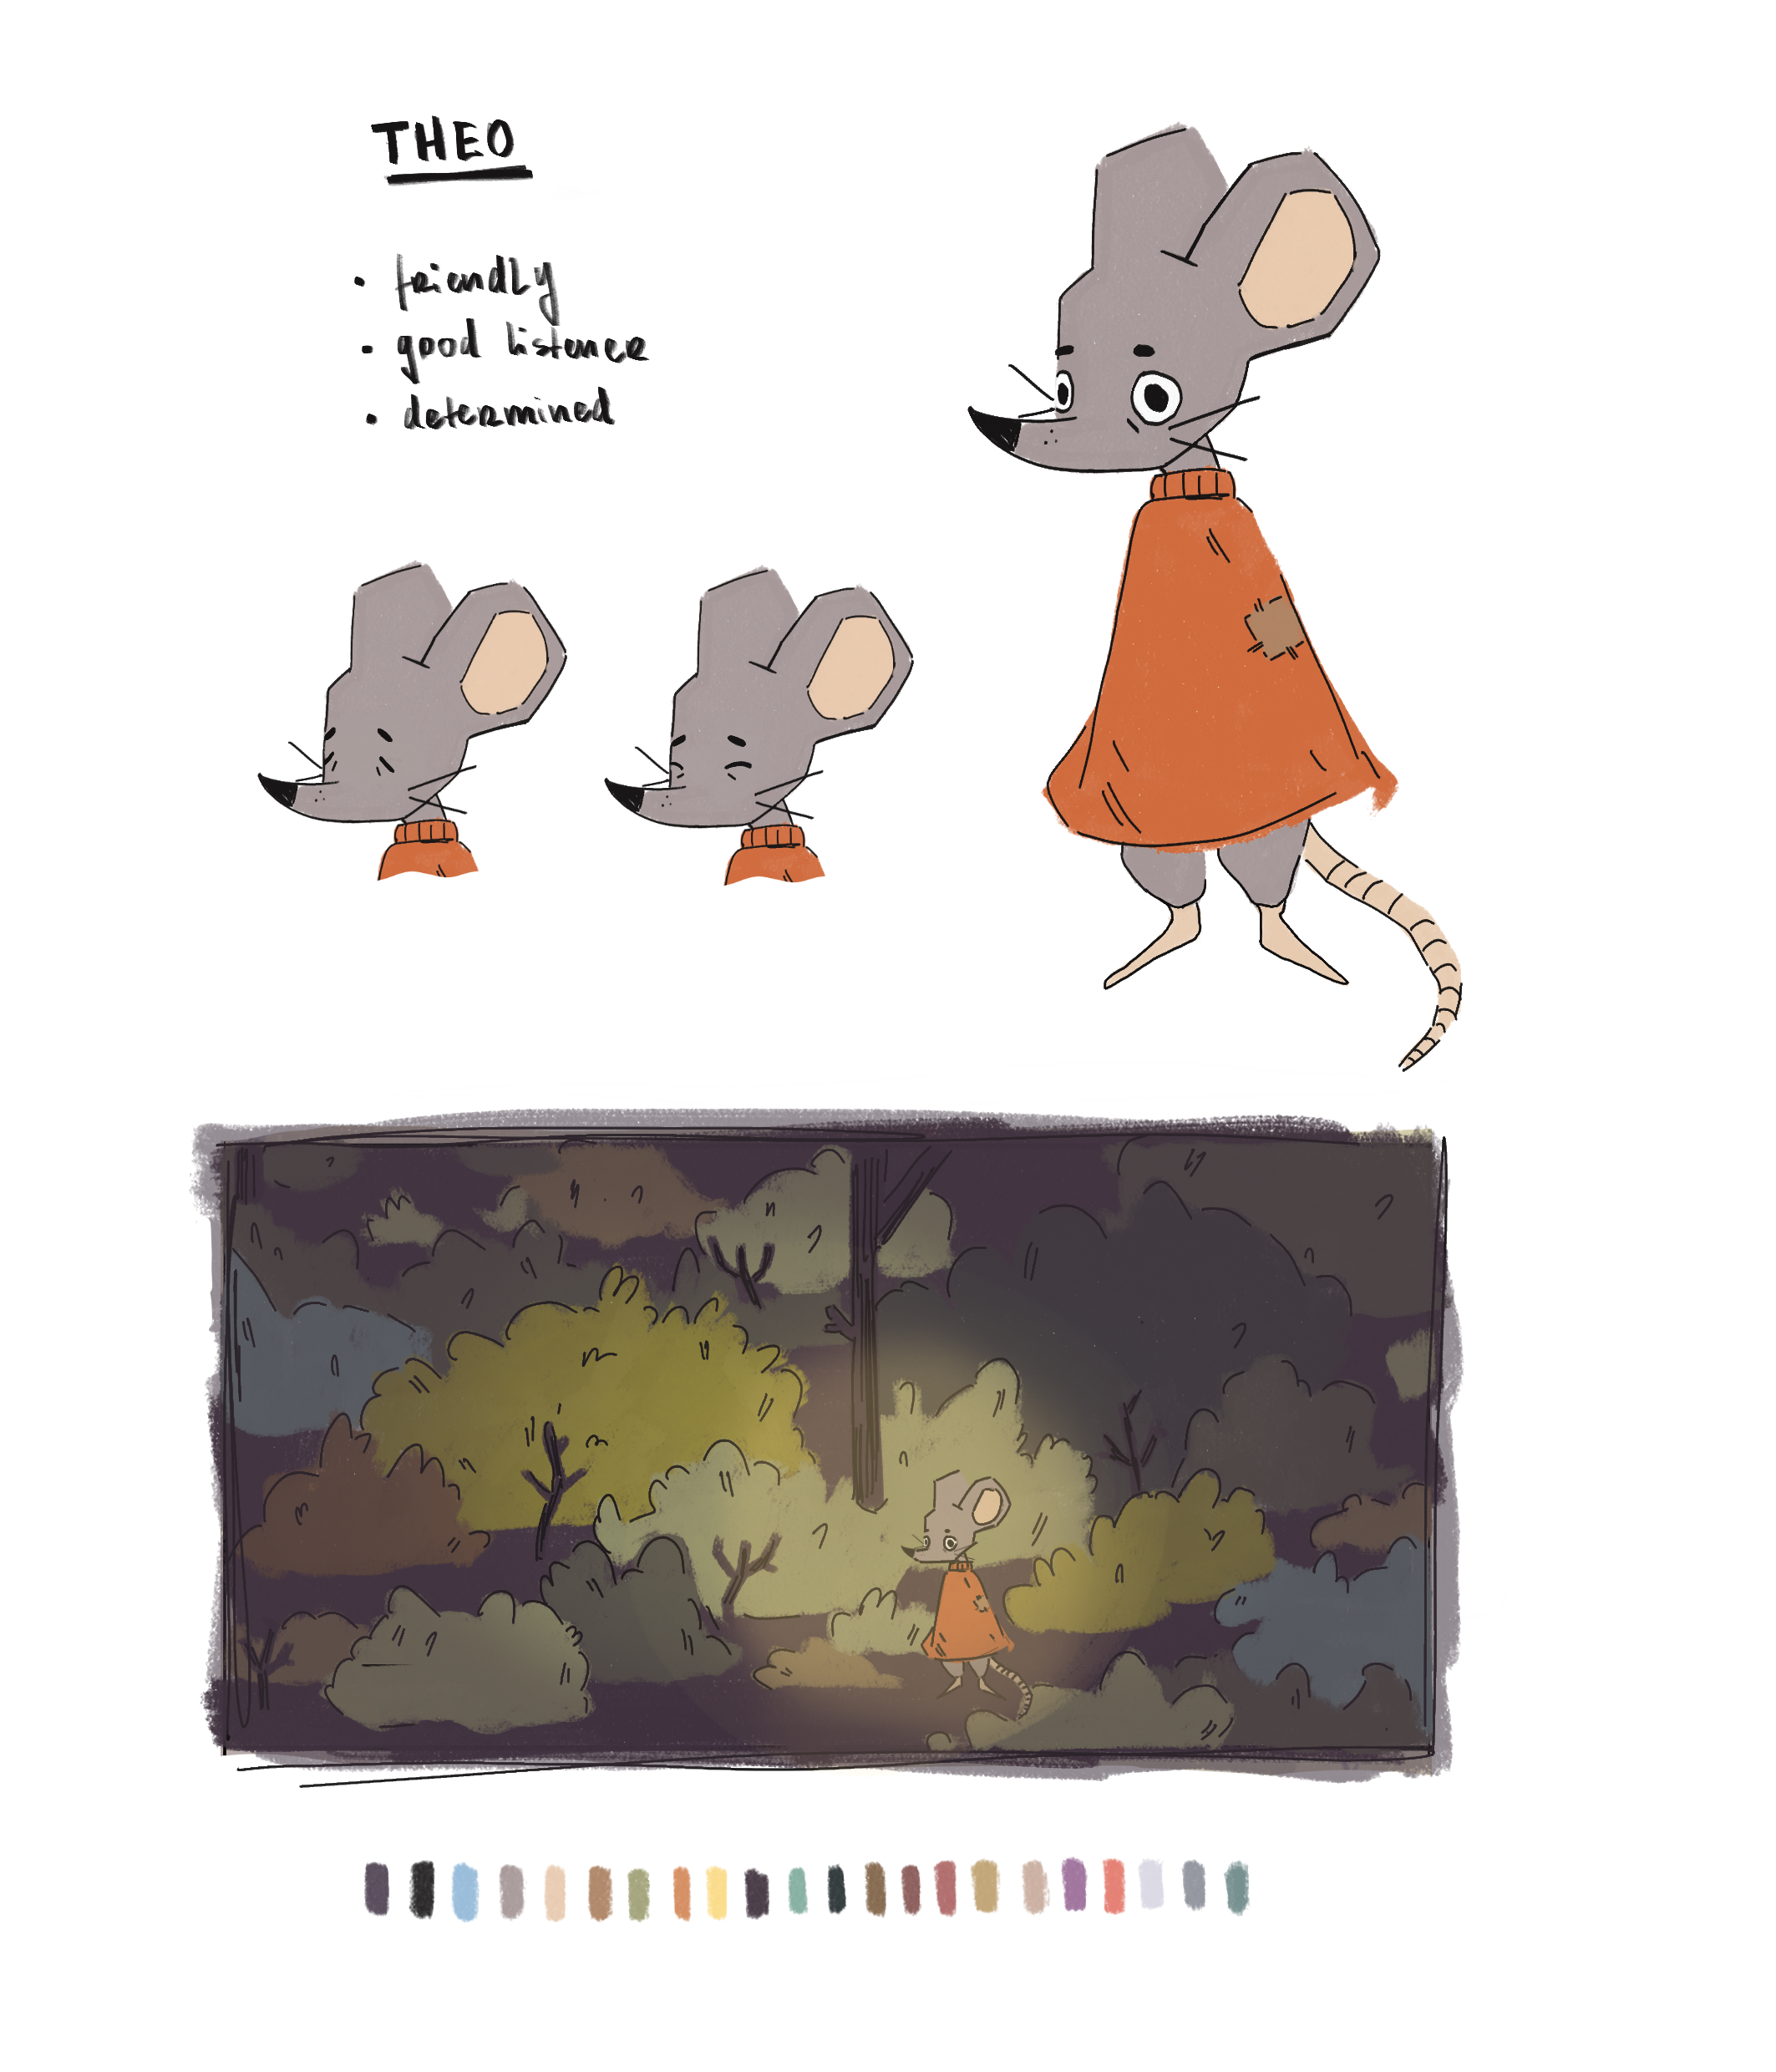 THEO
• friendly
• good listener
• determined